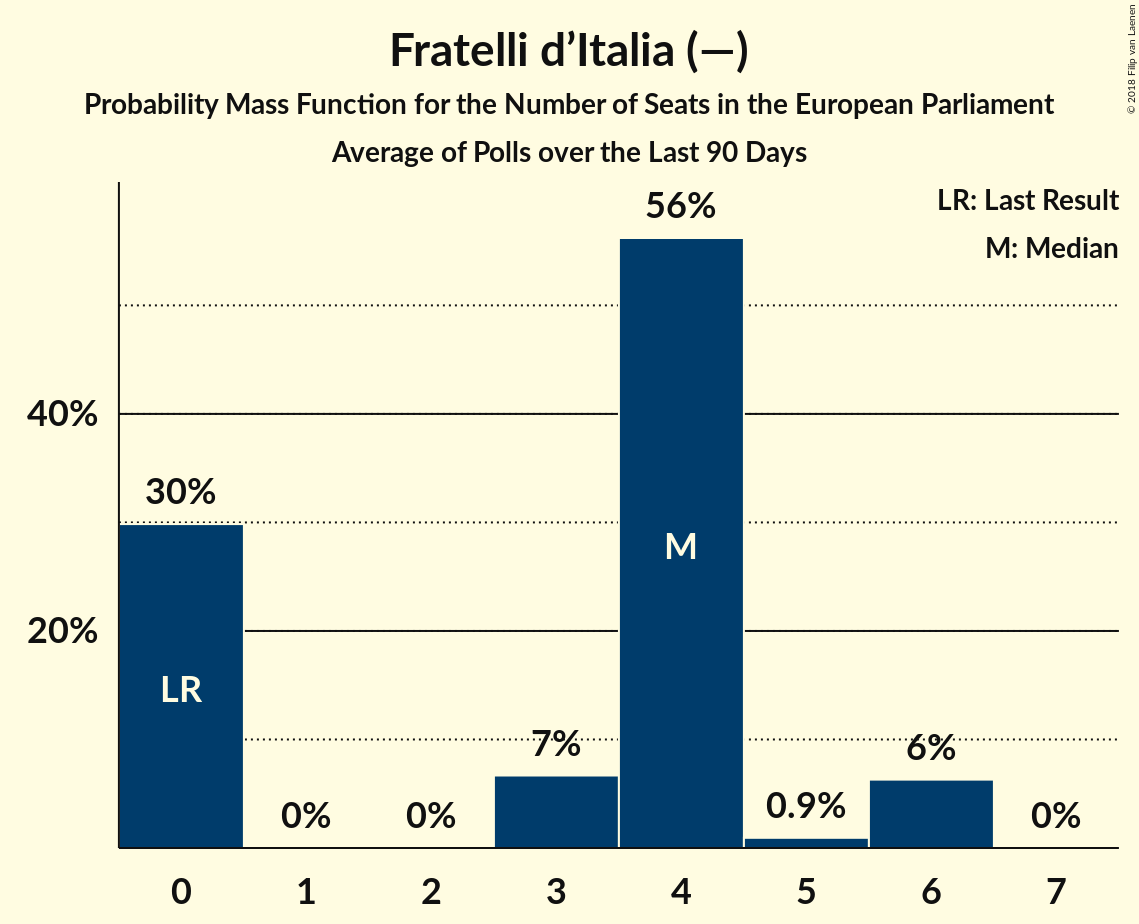 Fratelli d’Italia (—)
Probability Mass Function for the Number of Seats in the European Parliament
Average of Polls over the Last 90 Days
© 2018 Filip van Laenen
LR: Last Result
M: Median
56%
40%
30%
M
20%
LR
7%
6%
0%
0%
0.9%
0%
0 1 2 3 4 5 6 7